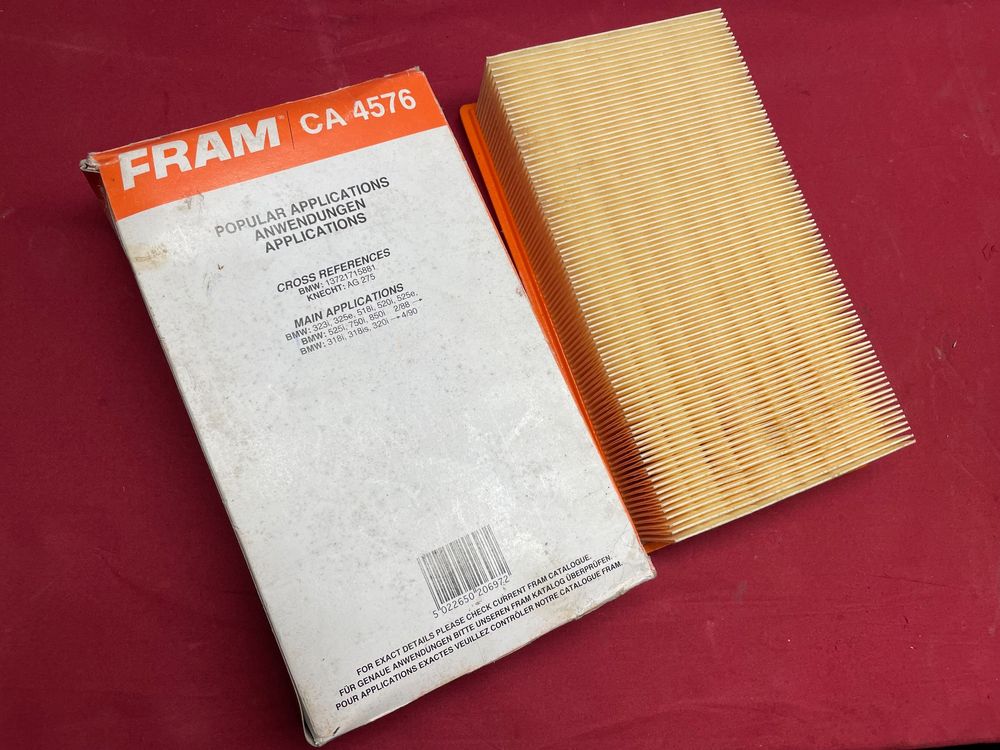 FRAM CA 4576
POPULAR APPLICATIONS
ANWENDUNGEN
APPLICATIONS
CROSS REFERENCES
BMW: 13721715881
KNECHT: AG 275
MAIN APPLICATIONS
BMW: 323i, 325e, 518i, 520i, 525e,
BMW: 525i, 750i, 850i 2/88 →
BMW: 318i, 318is, 320i → 4/90
5 022650 206972
FOR EXACT DETAILS PLEASE CHECK CURRENT FRAM CATALOGUE.
FÜR GENAUE ANWENDUNGEN BITTE UNSEREN FRAM KATALOG ÜBERPRÜFEN.
POUR APPLICATIONS EXACTES VEUILLEZ CONTRÔLER NOTRE CATALOGUE FRAM.